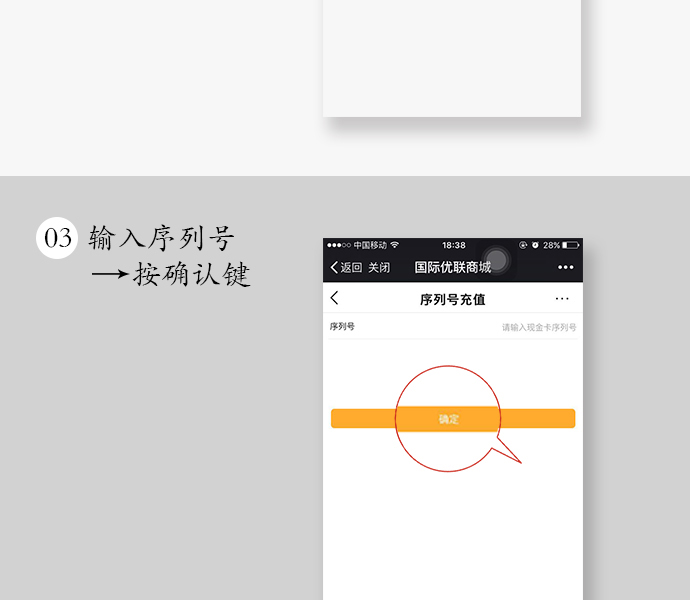 03 输入序列号
→按确认键
●●●○○ 中国移动 18:38 28%
返回 关闭 国际优联商城 •••
序列号充值 ···
序列号 请输入现金卡序列号
确定